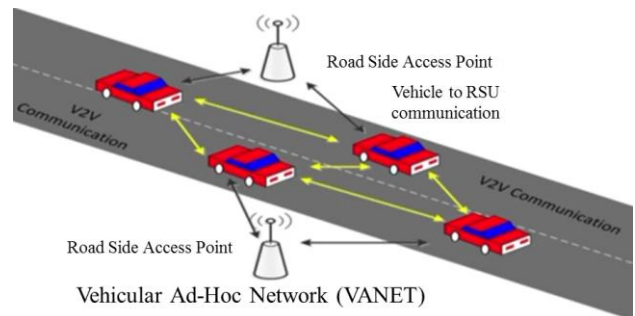 Road Side Access Point
Vehicle to RSU
communication
V2V
Communication
V2V Communication
Road Side Access Point
Vehicular Ad-Hoc Network (VANET)